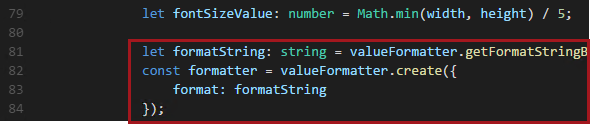 79 let fontSizeValue: number = Math.min(width, height) / 5;
80
81 let formatString: string = valueFormatter.getFormatStringB
82 const formatter = valueFormatter.create({
83 format: formatString
84 });